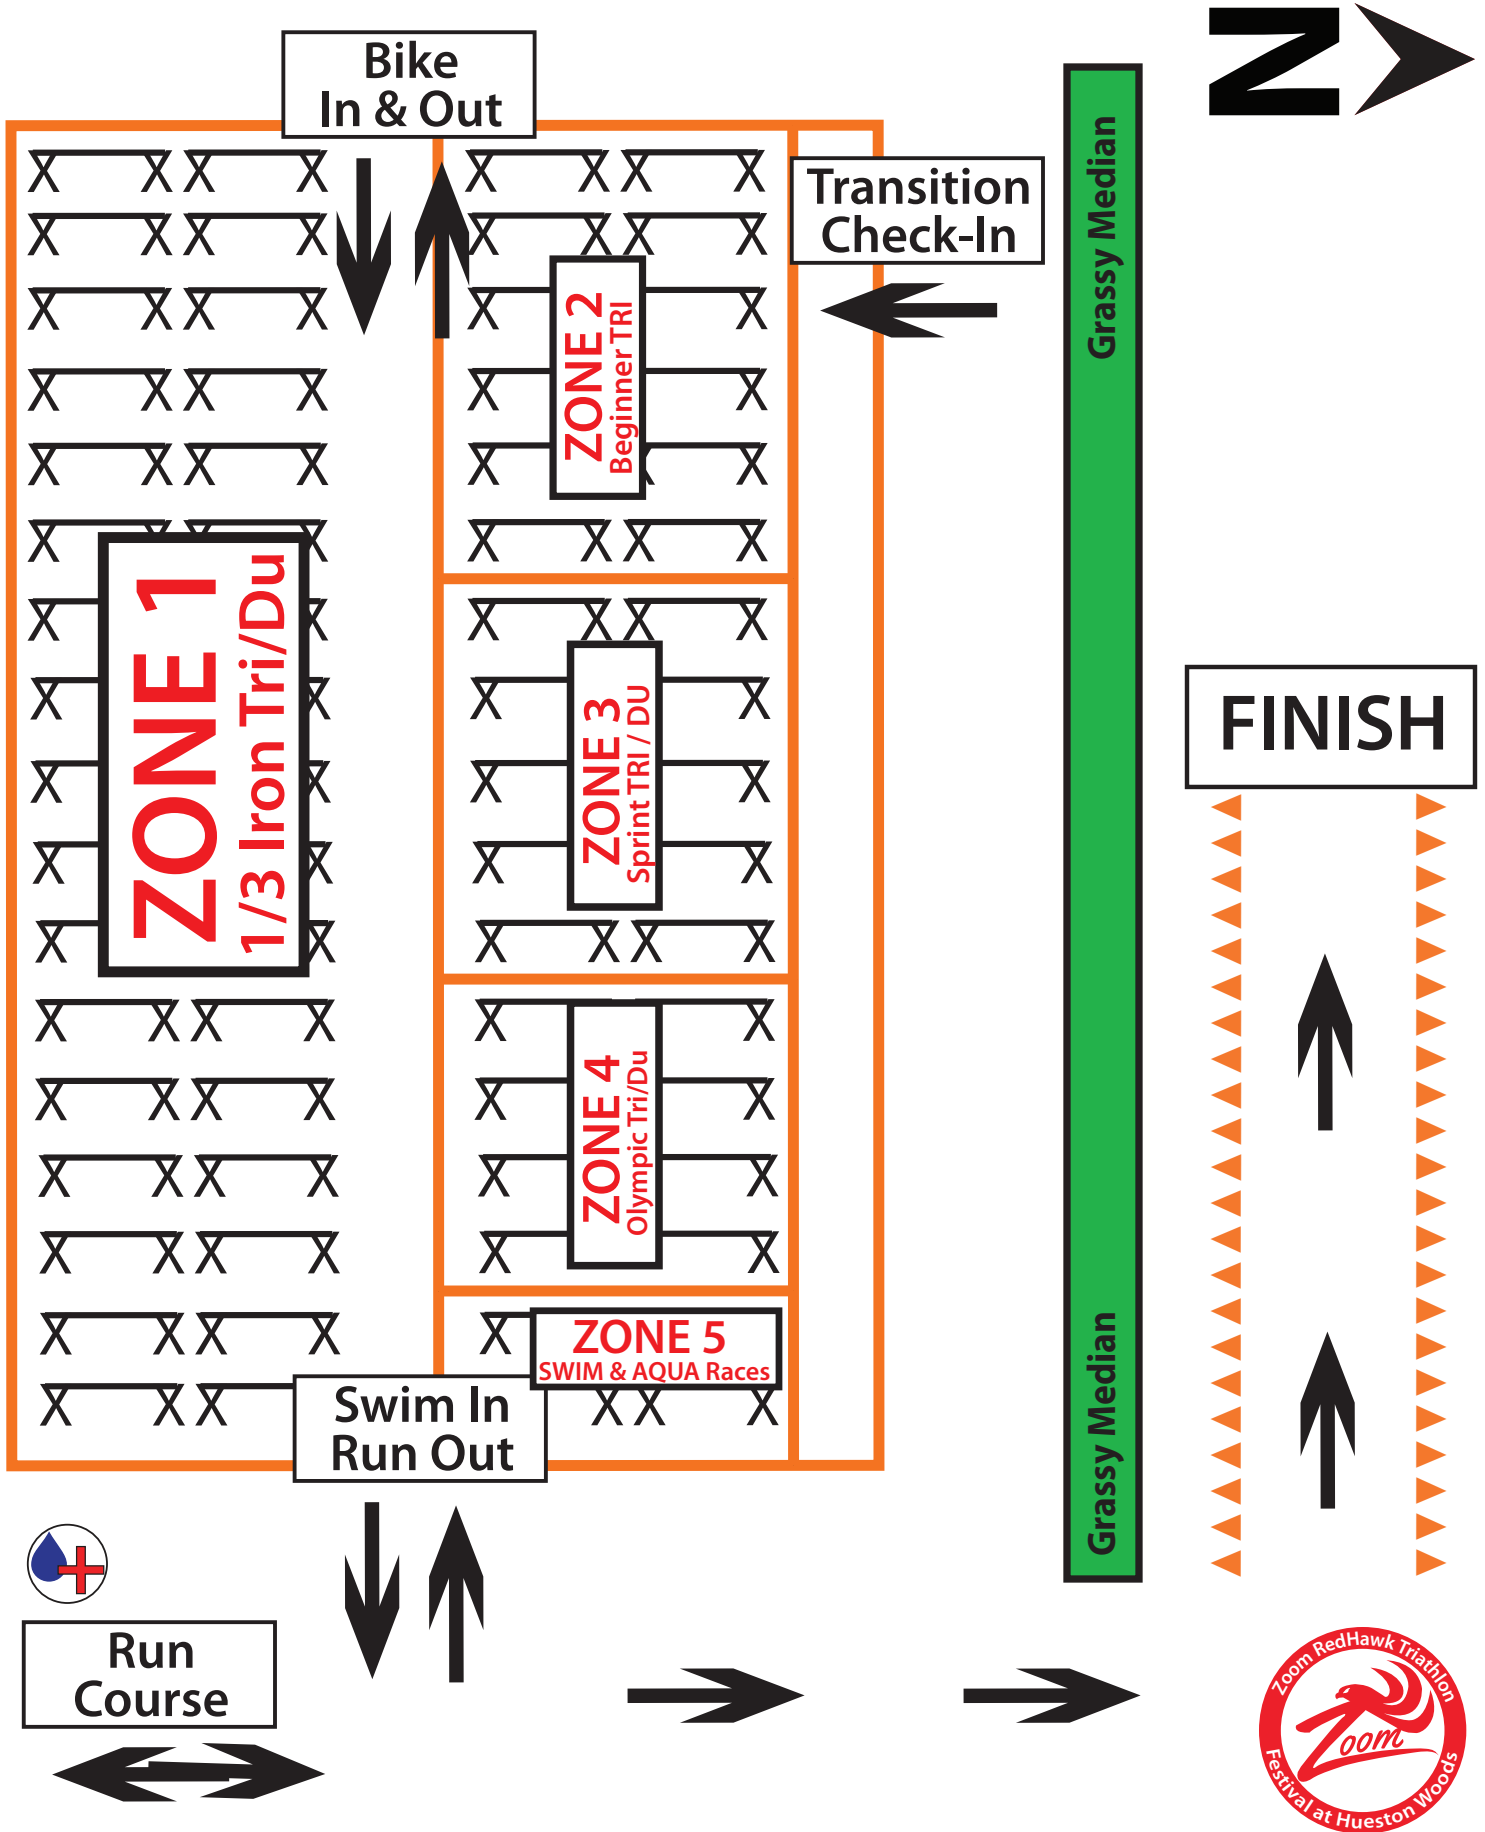 N
Bike
In & Out
Transition
Check-In
Grassy Median
ZONE 2
Beginner TRI
ZONE 1
1/3 Iron Tri/Du
ZONE 3
Sprint TRI / DU
FINISH
ZONE 4
Olympic Tri/Du
ZONE 5
SWIM & AQUA Races
Grassy Median
Swim In
Run Out
Run
Course
Zoom RedHawk Triathlon
Zoom
Festival at Hueston Woods